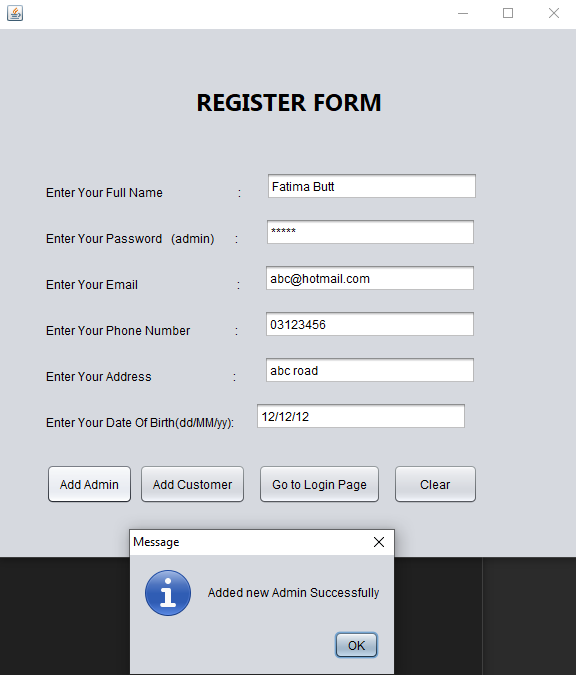 REGISTER FORM
Enter Your Full Name : Fatima Butt
Enter Your Password (admin) : *****
Enter Your Email : abc@hotmail.com
Enter Your Phone Number : 03123456
Enter Your Address : abc road
Enter Your Date Of Birth(dd/MM/yy): 12/12/12
Add Admin Add Customer Go to Login Page Clear
Message
Added new Admin Successfully
OK